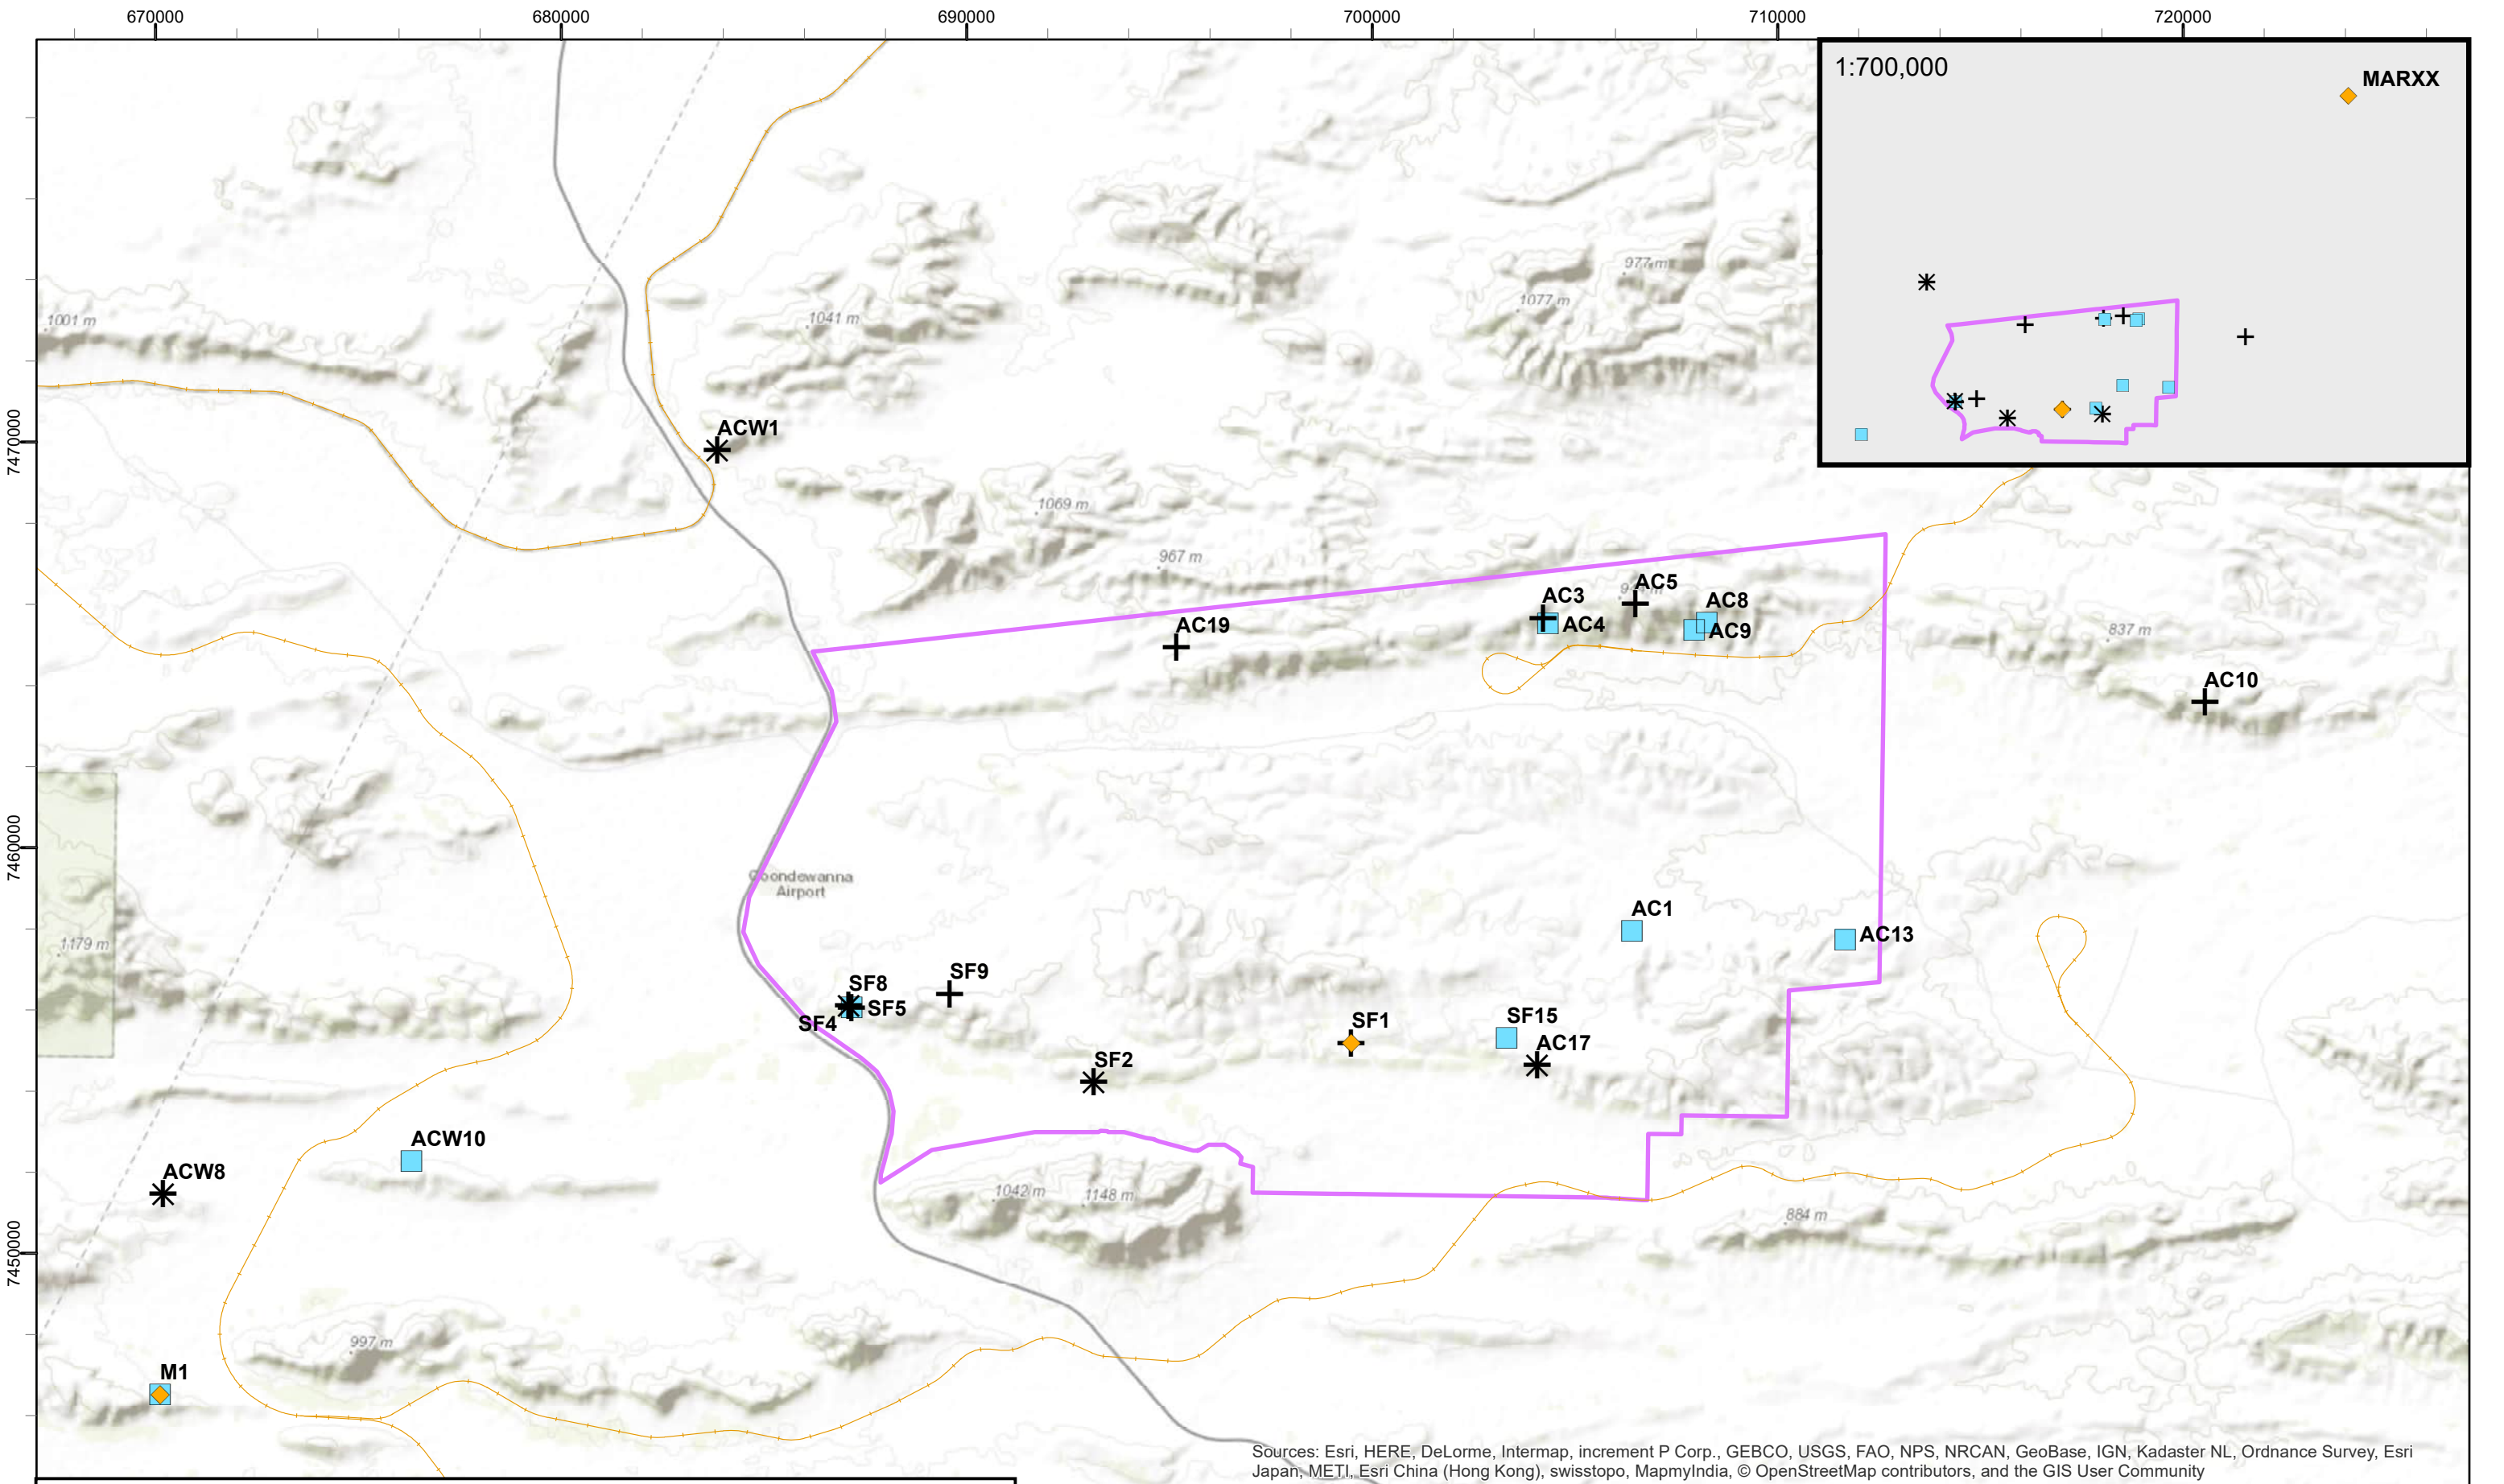 670000 680000 690000 700000 710000 720000
1:700,000
MARXX
977 m
1077 m
1001 m
1041 m
7470000
ACW1
1069 m
967 m
AC5
AC3
AC8
AC4
AC9
AC19
837 m
AC10
7460000
Coondewanna
Airport
AC1
AC13
1179 m
SF9
SF8
SF5
SF4
SF15
SF1
AC17
SF2
ACW10
ACW8
1042 m
1148 m
884 m
7450000
997 m
M1
Sources: Esri, HERE, DeLorme, Intermap, increment P Corp., GEBCO, USGS, FAO, NPS, NRCAN, GeoBase, IGN, Kadaster NL, Ordnance Survey, Esri
Japan, METI, Esri China (Hong Kong), swisstopo, MapmyIndia, © OpenStreetMap contributors, and the GIS User Community